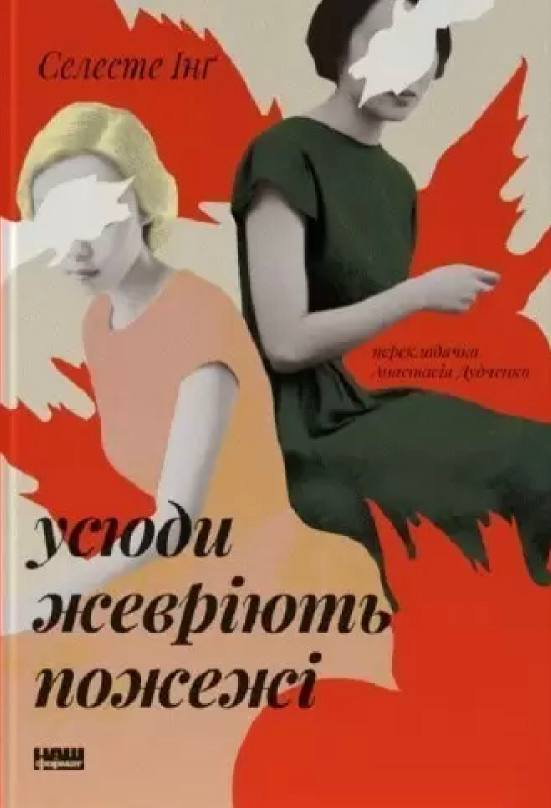 Селесте Інґ
перекладачка
Анастасія Дудченко
усюди
жевріють
пожежі
НАШ
формат